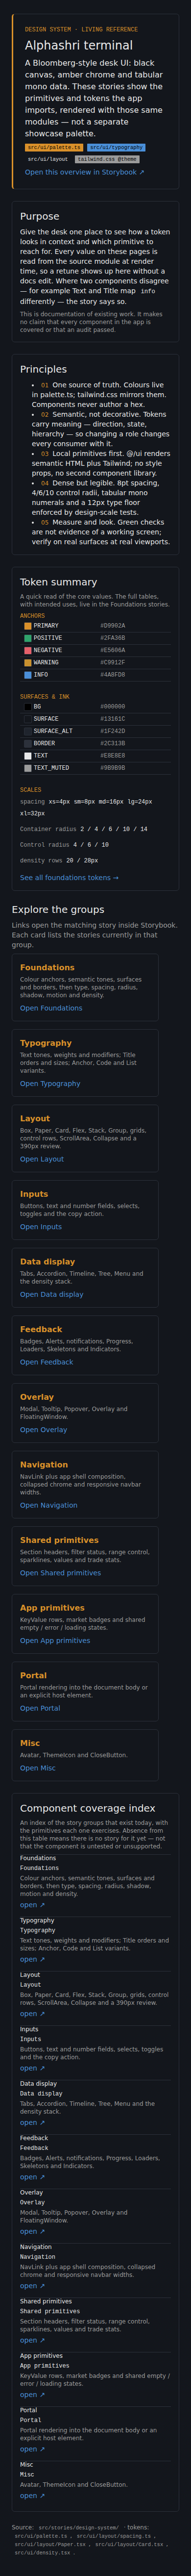 DESIGN SYSTEM · LIVING REFERENCE
Alphashri terminal
A Bloomberg-style desk UI: black
canvas, amber chrome and tabular
mono data. These stories show the
primitives and tokens the app
imports, rendered with those same
modules — not a separate
showcase palette.
src/ui/palette.ts src/ui/typography
src/ui/layout tailwind.css @theme
Open this overview in Storybook ↗
Purpose
Give the desk one place to see how a token
looks in context and which primitive to
reach for. Every value on these pages is
read from the source module at render
time, so a retune shows up here without a
docs edit. Where two components disagree
— for example Text and Title map info
differently — the story says so.
This is documentation of existing work. It makes
no claim that every component in the app is
covered or that an audit passed.
Principles
• 01 One source of truth. Colours live
in palette.ts; tailwind.css mirrors them.
Components never author a hex.
• 02 Semantic, not decorative. Tokens
carry meaning — direction, state,
hierarchy — so changing a role changes
every consumer with it.
• 03 Local primitives first. @/ui renders
semantic HTML plus Tailwind; no style
props, no second component library.
• 04 Dense but legible. 8pt spacing,
4/6/10 control radii, tabular mono
numerals and a 12px type floor
enforced by design-scale tests.
• 05 Measure and look. Green checks
are not evidence of a working screen;
verify on real surfaces at real viewports.
Token summary
A quick read of the core values. The full tables,
with intended uses, live in the Foundations stories.
ANCHORS
PRIMARY #D9902A
POSITIVE #2FA36B
NEGATIVE #E5606A
WARNING #C9912F
INFO #4A8FD8
SURFACES & INK
BG #000000
SURFACE #13161C
SURFACE_ALT #1F242D
BORDER #2C313B
TEXT #E8E8E8
TEXT_MUTED #9B9B9B
SCALES
spacing xs=4px sm=8px md=16px lg=24px
xl=32px
Container radius 2 / 4 / 6 / 10 / 14
Control radius 4 / 6 / 10
density rows 20 / 28px
See all foundations tokens →
Explore the groups
Links open the matching story inside Storybook.
Each card lists the stories currently in that
group.
Foundations
Colour anchors, semantic tones, surfaces
and borders, then type, spacing, radius,
shadow, motion and density.
Open Foundations
Typography
Text tones, weights and modifiers; Title
orders and sizes; Anchor, Code and List
variants.
Open Typography
Layout
Box, Paper, Card, Flex, Stack, Group, grids,
control rows, ScrollArea, Collapse and a
390px review.
Open Layout
Inputs
Buttons, text and number fields, selects,
toggles and the copy action.
Open Inputs
Data display
Tabs, Accordion, Timeline, Tree, Menu and
the density stack.
Open Data display
Feedback
Badges, Alerts, notifications, Progress,
Loaders, Skeletons and Indicators.
Open Feedback
Overlay
Modal, Tooltip, Popover, Overlay and
FloatingWindow.
Open Overlay
Navigation
NavLink plus app shell composition,
collapsed chrome and responsive navbar
widths.
Open Navigation
Shared primitives
Section headers, filter status, range control,
sparklines, values and trade stats.
Open Shared primitives
App primitives
KeyValue rows, market badges and shared
empty / error / loading states.
Open App primitives
Portal
Portal rendering into the document body or
an explicit host element.
Open Portal
Misc
Avatar, ThemeIcon and CloseButton.
Open Misc
Component coverage index
An index of the story groups that exist today, with
the primitives each one exercises. Absence from
this table means there is no story for it yet — not
that the component is untested or unsupported.
Foundations
Foundations
Colour anchors, semantic tones, surfaces and
borders, then type, spacing, radius, shadow,
motion and density.
open ↗
Typography
Typography
Text tones, weights and modifiers; Title orders and
sizes; Anchor, Code and List variants.
open ↗
Layout
Layout
Box, Paper, Card, Flex, Stack, Group, grids, control
rows, ScrollArea, Collapse and a 390px review.
open ↗
Inputs
Inputs
Buttons, text and number fields, selects, toggles
and the copy action.
open ↗
Data display
Data display
Tabs, Accordion, Timeline, Tree, Menu and the
density stack.
open ↗
Feedback
Feedback
Badges, Alerts, notifications, Progress, Loaders,
Skeletons and Indicators.
open ↗
Overlay
Overlay
Modal, Tooltip, Popover, Overlay and
FloatingWindow.
open ↗
Navigation
Navigation
NavLink plus app shell composition, collapsed
chrome and responsive navbar widths.
open ↗
Shared primitives
Shared primitives
Section headers, filter status, range control,
sparklines, values and trade stats.
open ↗
App primitives
App primitives
KeyValue rows, market badges and shared empty /
error / loading states.
open ↗
Portal
Portal
Portal rendering into the document body or an
explicit host element.
open ↗
Misc
Misc
Avatar, ThemeIcon and CloseButton.
open ↗
Source: src/stories/design-system/ · tokens:
src/ui/palette.ts , src/ui/layout/spacing.ts ,
src/ui/layout/Paper.tsx , src/ui/layout/Card.tsx ,
src/ui/density.tsx .